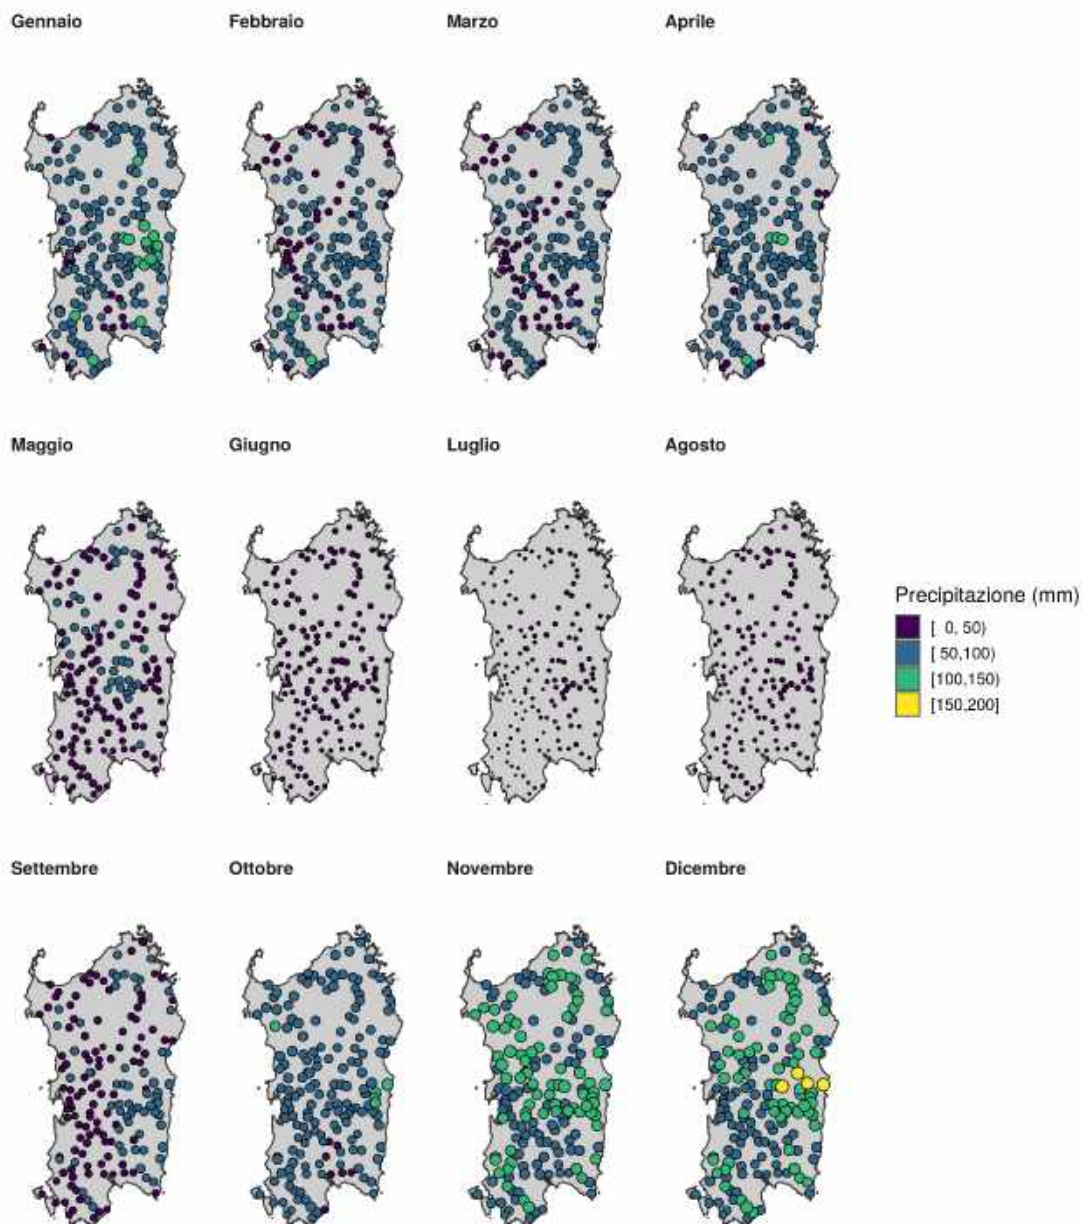 Gennaio Febbraio Marzo Aprile
Maggio Giugno Luglio Agosto
Precipitazione (mm)
[ 0, 50)
[ 50,100)
[100,150)
[150,200]
Settembre Ottobre Novembre Dicembre